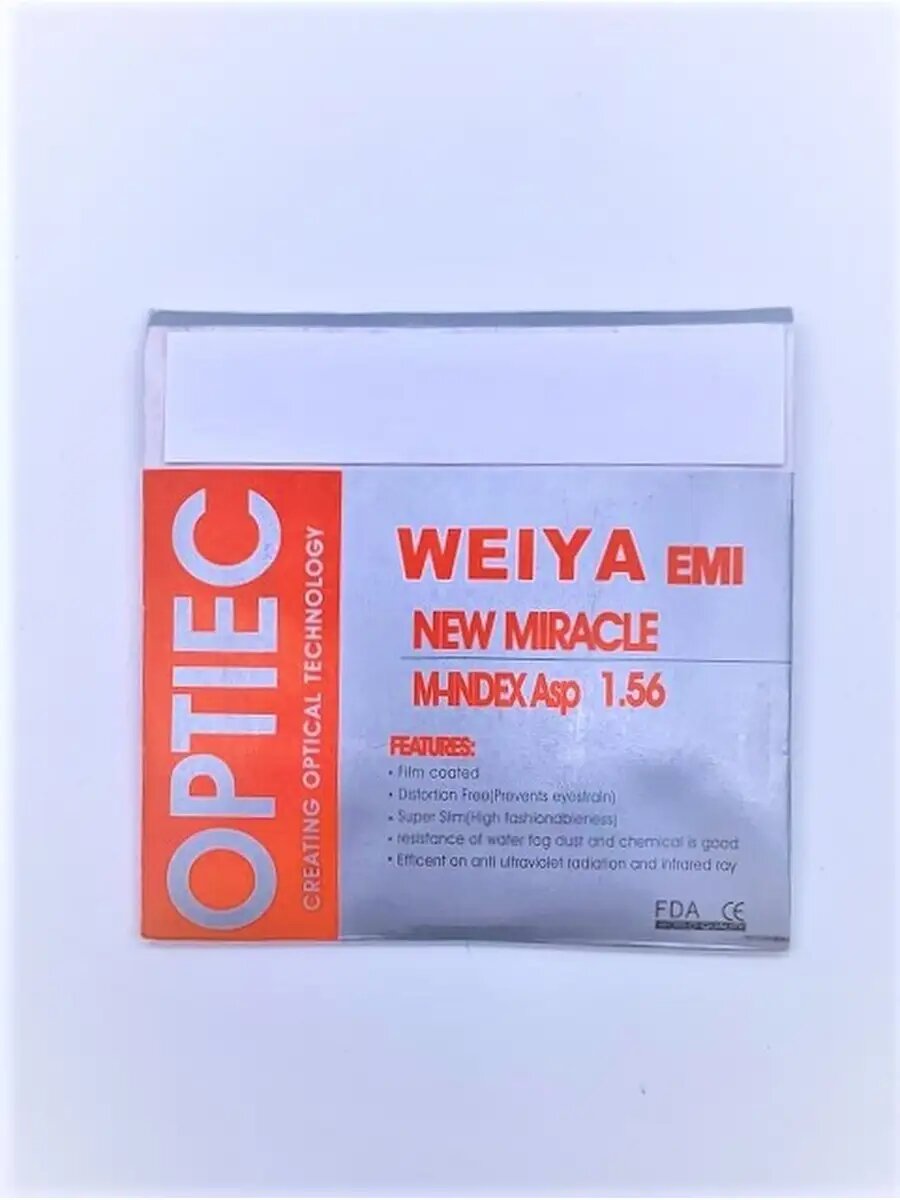 OPTIEC
CREATING OPTICAL TECHNOLOGY
WEIYA EMI
NEW MIRACLE
M-INDEX Asp 1.56
FEATURES:
• Film coated
• Distortion Free(Prevents eyestrain)
• Super Slim(High fashionableness)
• resistance of water fog dust and chemical is good
• Efficent on anti ultraviolet radiation and infrared ray
FDA CE